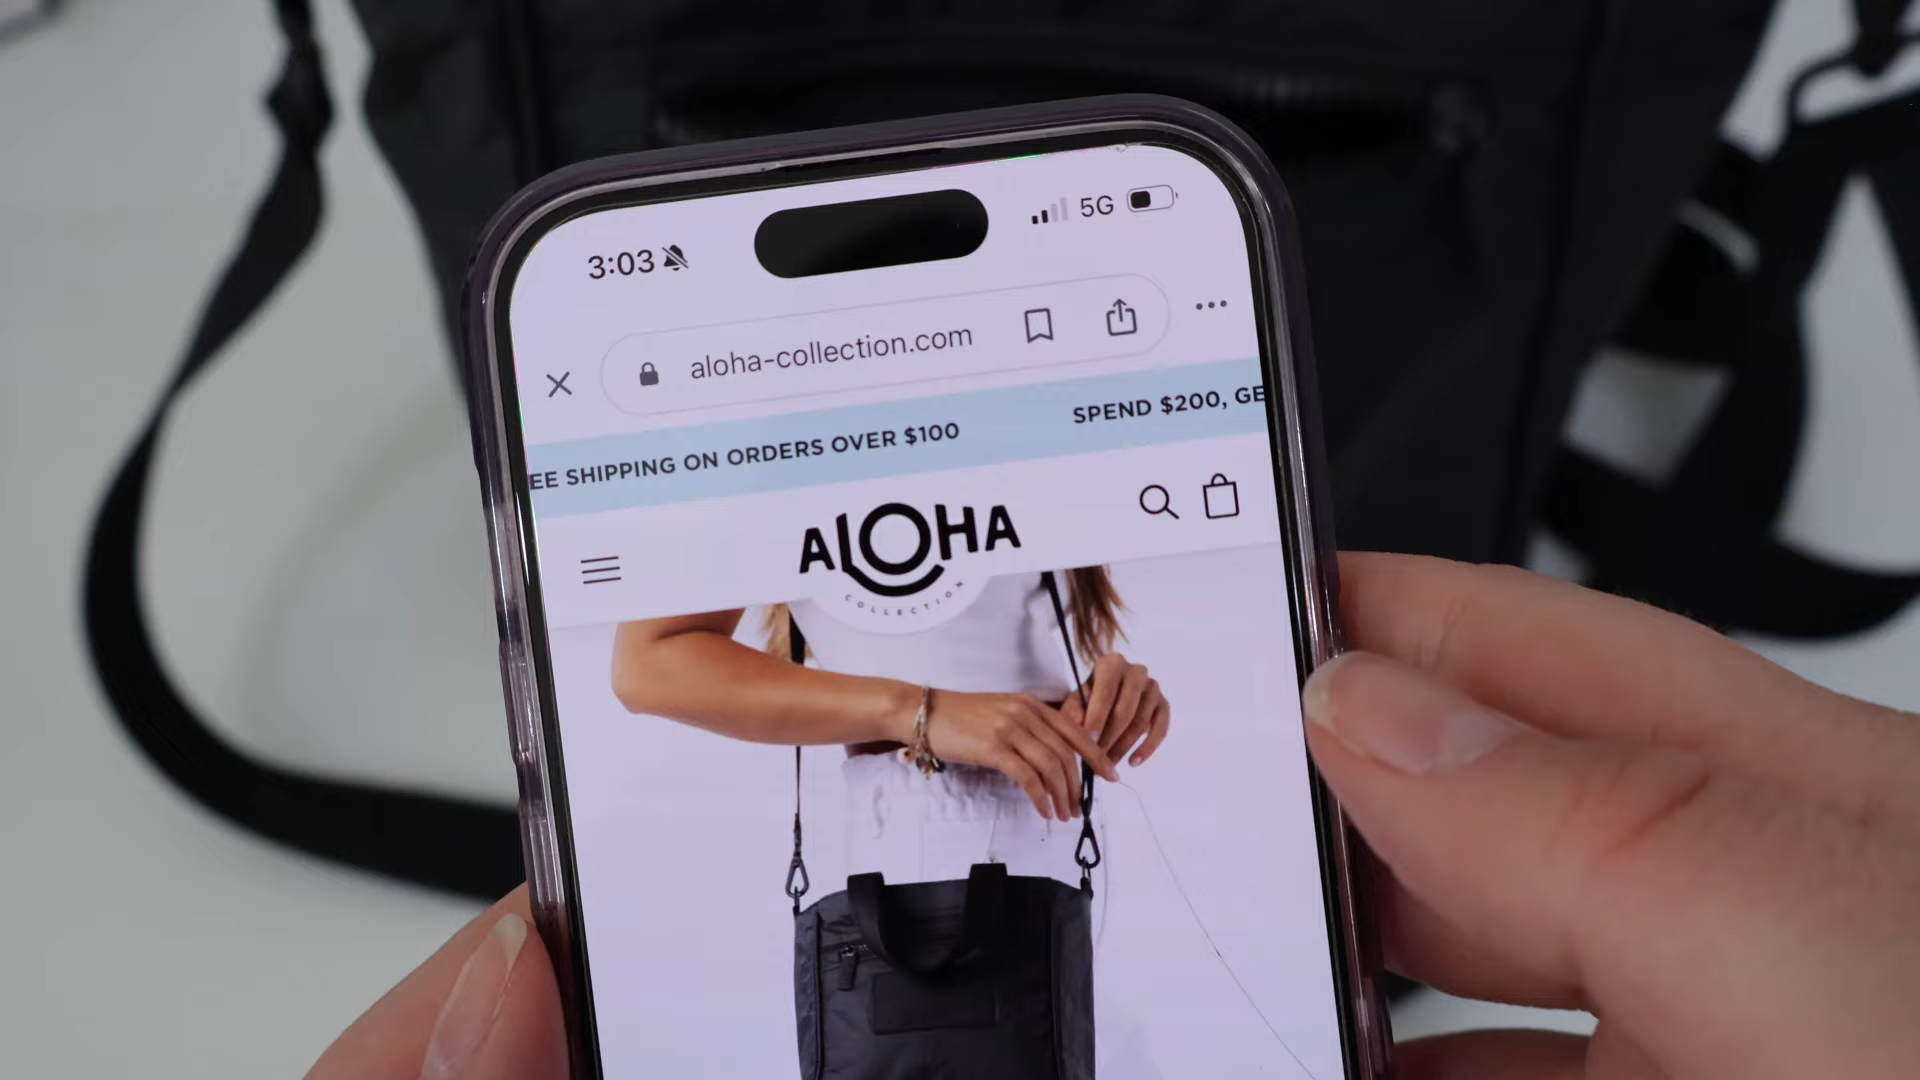 3:03
5G
aloha-collection.com
EE SHIPPING ON ORDERS OVER $100 SPEND $200, GE
ALOHA
COLLECTION